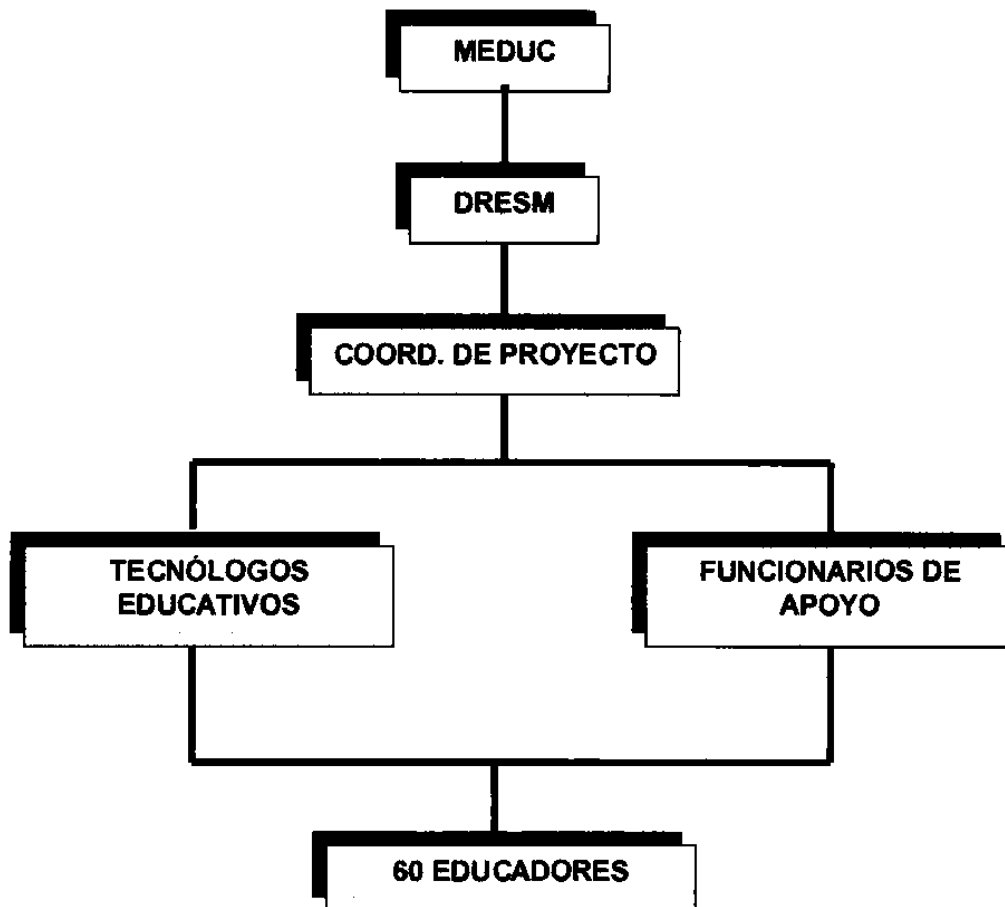 MEDUC
DRESM
COORD. DE PROYECTO
TECNÓLOGOS
EDUCATIVOS
FUNCIONARIOS DE
APOYO
60 EDUCADORES